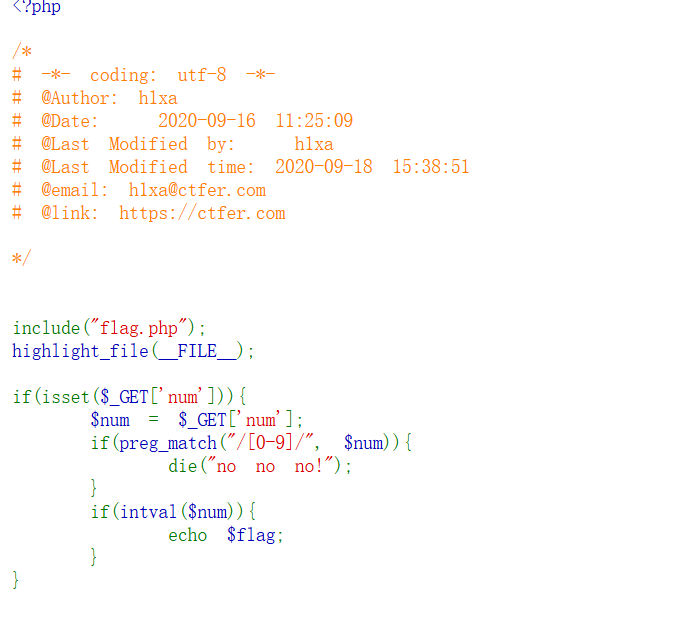 <?php
/*
# -*- coding: utf-8 -*-
# @Author: hlxa
# @Date:   2020-09-16 11:25:09
# @Last Modified by:   hlxa
# @Last Modified time: 2020-09-18 15:38:51
# @email: hlxa@ctfer.com
# @link: https://ctfer.com
*/
include("flag.php");
highlight_file(__FILE__);
if(isset($_GET['num'])){
    $num = $_GET['num'];
    if(preg_match("/[0-9]/", $num)){
        die("no no no!");
    }
    if(intval($num)){
        echo $flag;
    }
}